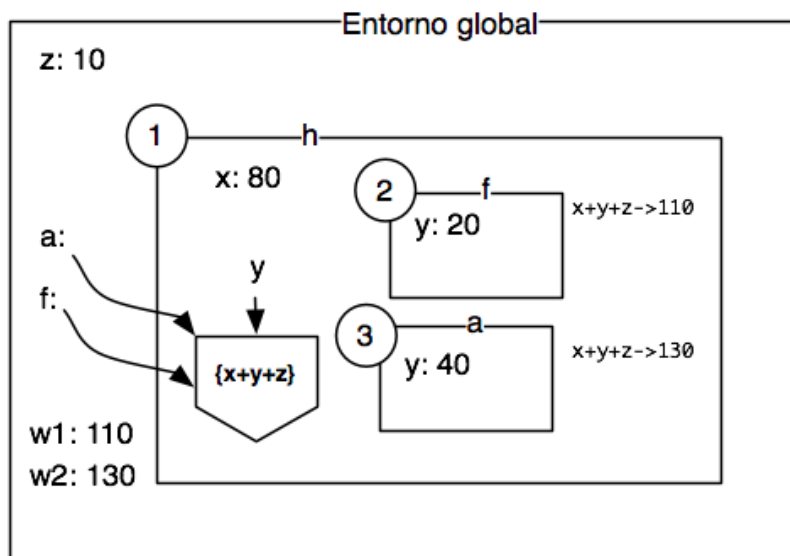 Entorno global
z: 10
1
h
x: 80
2
f
y: 20
x+y+z->110
a:
y
f:
3
a
y: 40
x+y+z->130
{x+y+z}
w1: 110
w2: 130